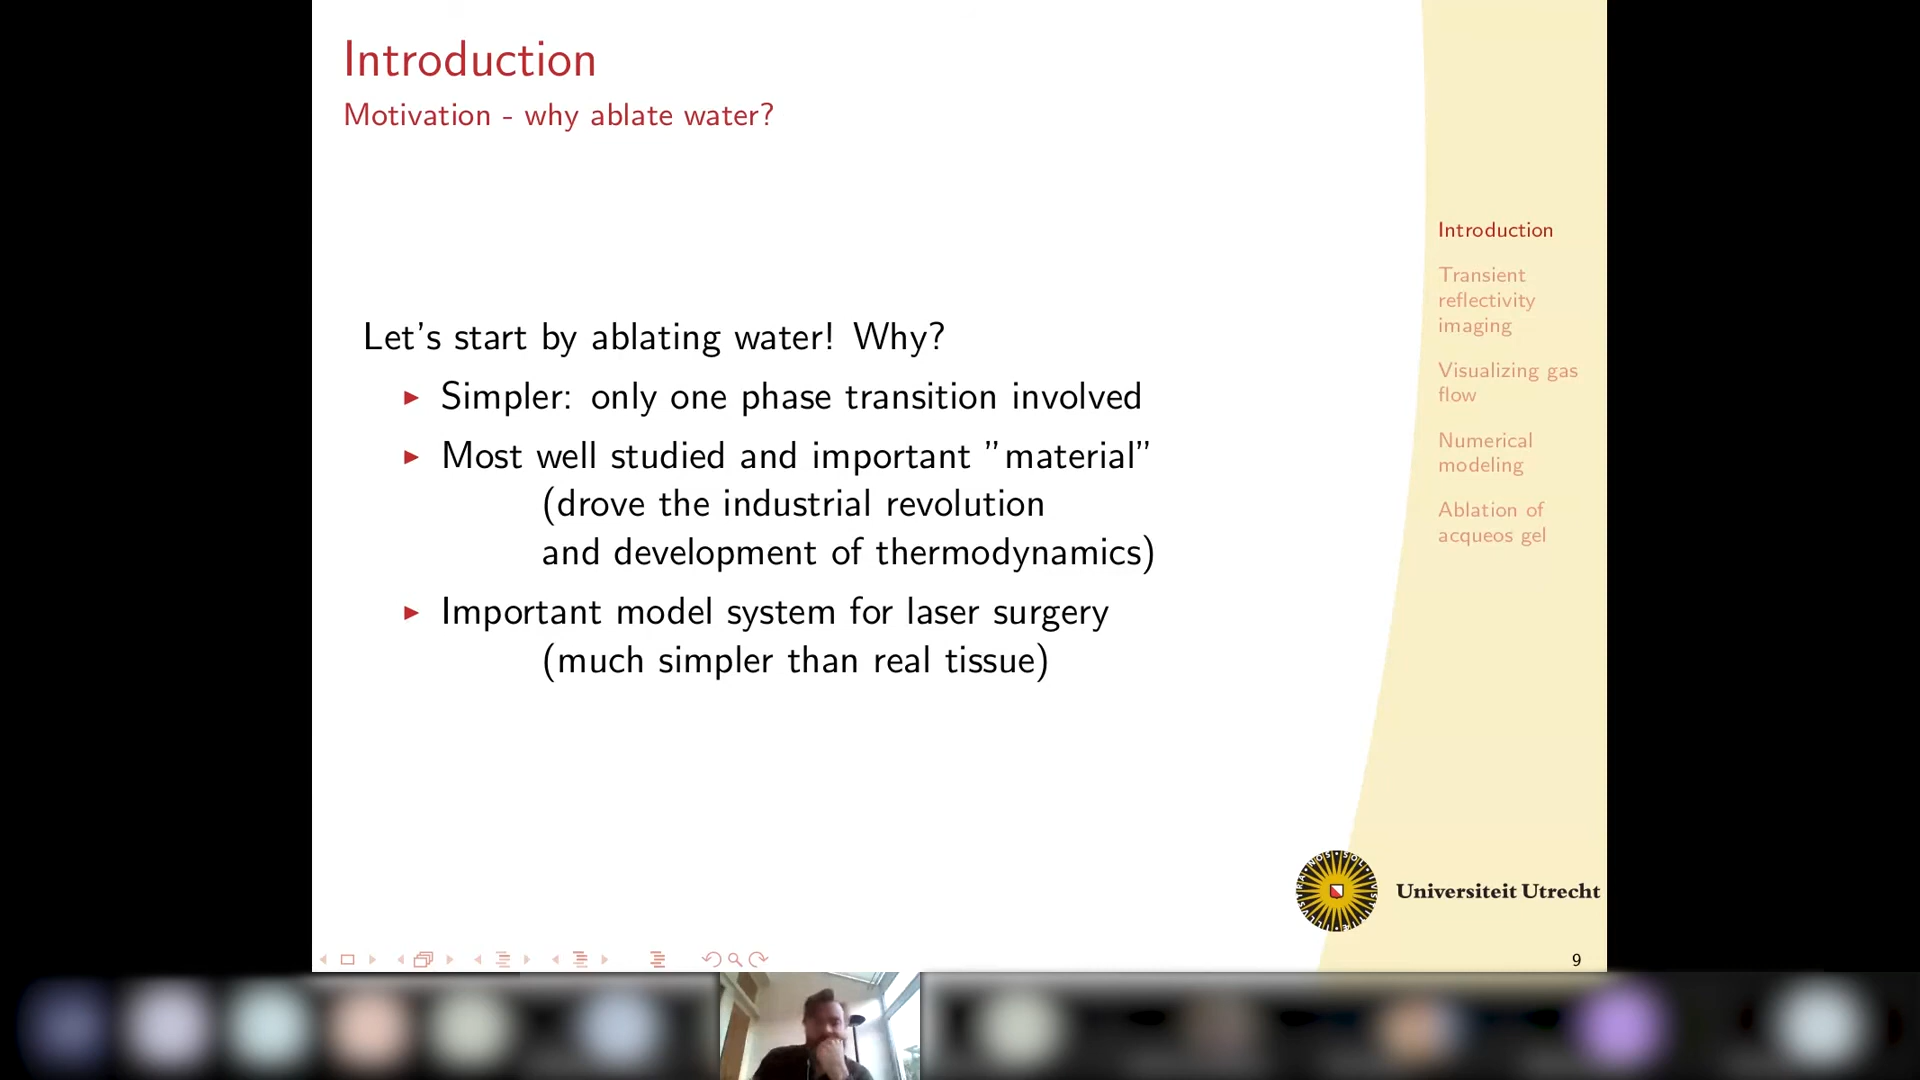 Introduction
Motivation - why ablate water?
Let's start by ablating water! Why?
Simpler: only one phase transition involved
Most well studied and important ”material”
(drove the industrial revolution
and development of thermodynamics)
Important model system for laser surgery
(much simpler than real tissue)
Introduction
Transient
reflectivity
imaging
Visualizing gas
flow
Numerical
modeling
Ablation of
acqueos gel
Universiteit Utrecht
9